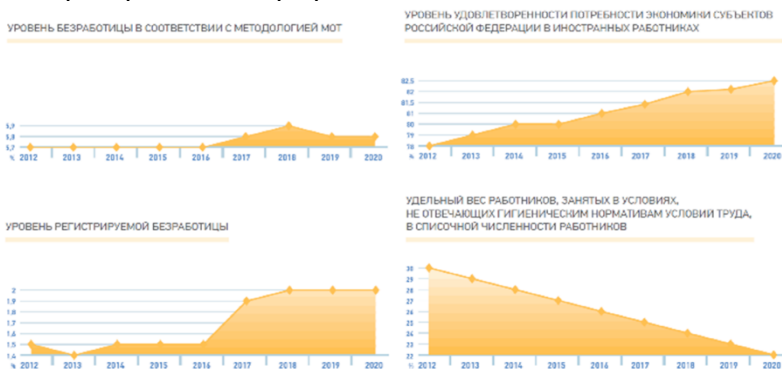 УРОВЕНЬ БЕЗРАБОТИЦЫ В СООТВЕТСТВИИ С МЕТОДОЛОГИЕЙ МОТ
5,9
5,8
5,7
% 2012 2013 2014 2015 2016 2017 2018 2019 2020
УРОВЕНЬ УДОВЛЕТВОРЕННОСТИ ПОТРЕБНОСТИ ЭКОНОМИКИ СУБЪЕКТОВ
РОССИЙСКОЙ ФЕДЕРАЦИИ В ИНОСТРАННЫХ РАБОТНИКАХ
82,5
82
81,5
81
80
79
78
% 2012 2013 2014 2015 2016 2017 2018 2019 2020
УРОВЕНЬ РЕГИСТРИРУЕМОЙ БЕЗРАБОТИЦЫ
2
1,9
1,8
1,7
1,6
1,5
1,4
% 2012 2013 2014 2015 2016 2017 2018 2019 2020
УДЕЛЬНЫЙ ВЕС РАБОТНИКОВ, ЗАНЯТЫХ В УСЛОВИЯХ,
НЕ ОТВЕЧАЮЩИХ ГИГИЕНИЧЕСКИМ НОРМАТИВАМ УСЛОВИЙ ТРУДА,
В СПИСОЧНОЙ ЧИСЛЕННОСТИ РАБОТНИКОВ
30
29
28
27
26
25
24
23
22
% 2012 2013 2014 2015 2016 2017 2018 2019 2020